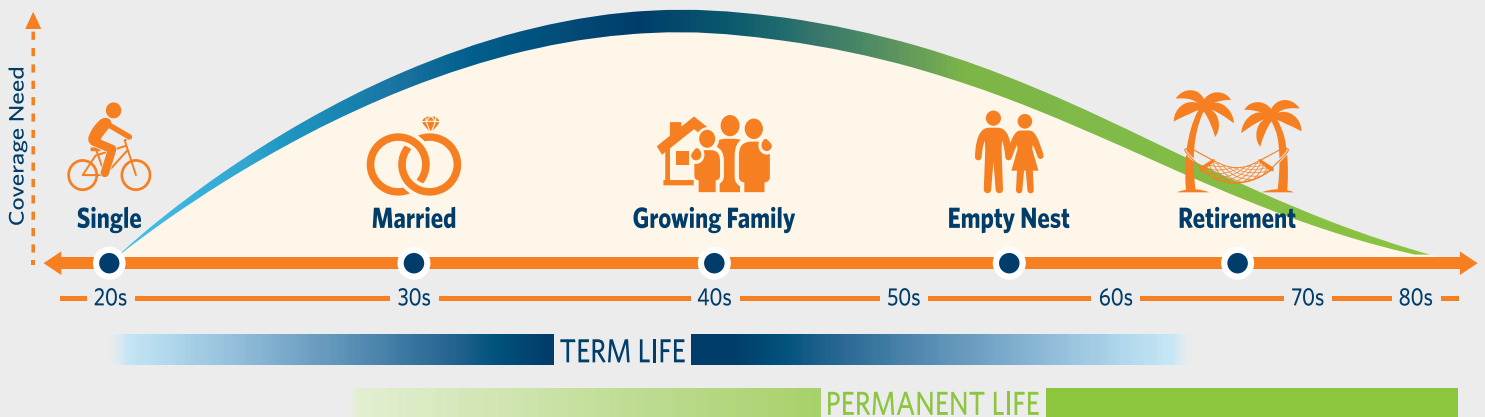 Coverage Need
Single
Married
Growing Family
Empty Nest
Retirement
20s
30s
40s
50s
60s
70s
80s
TERM LIFE
PERMANENT LIFE